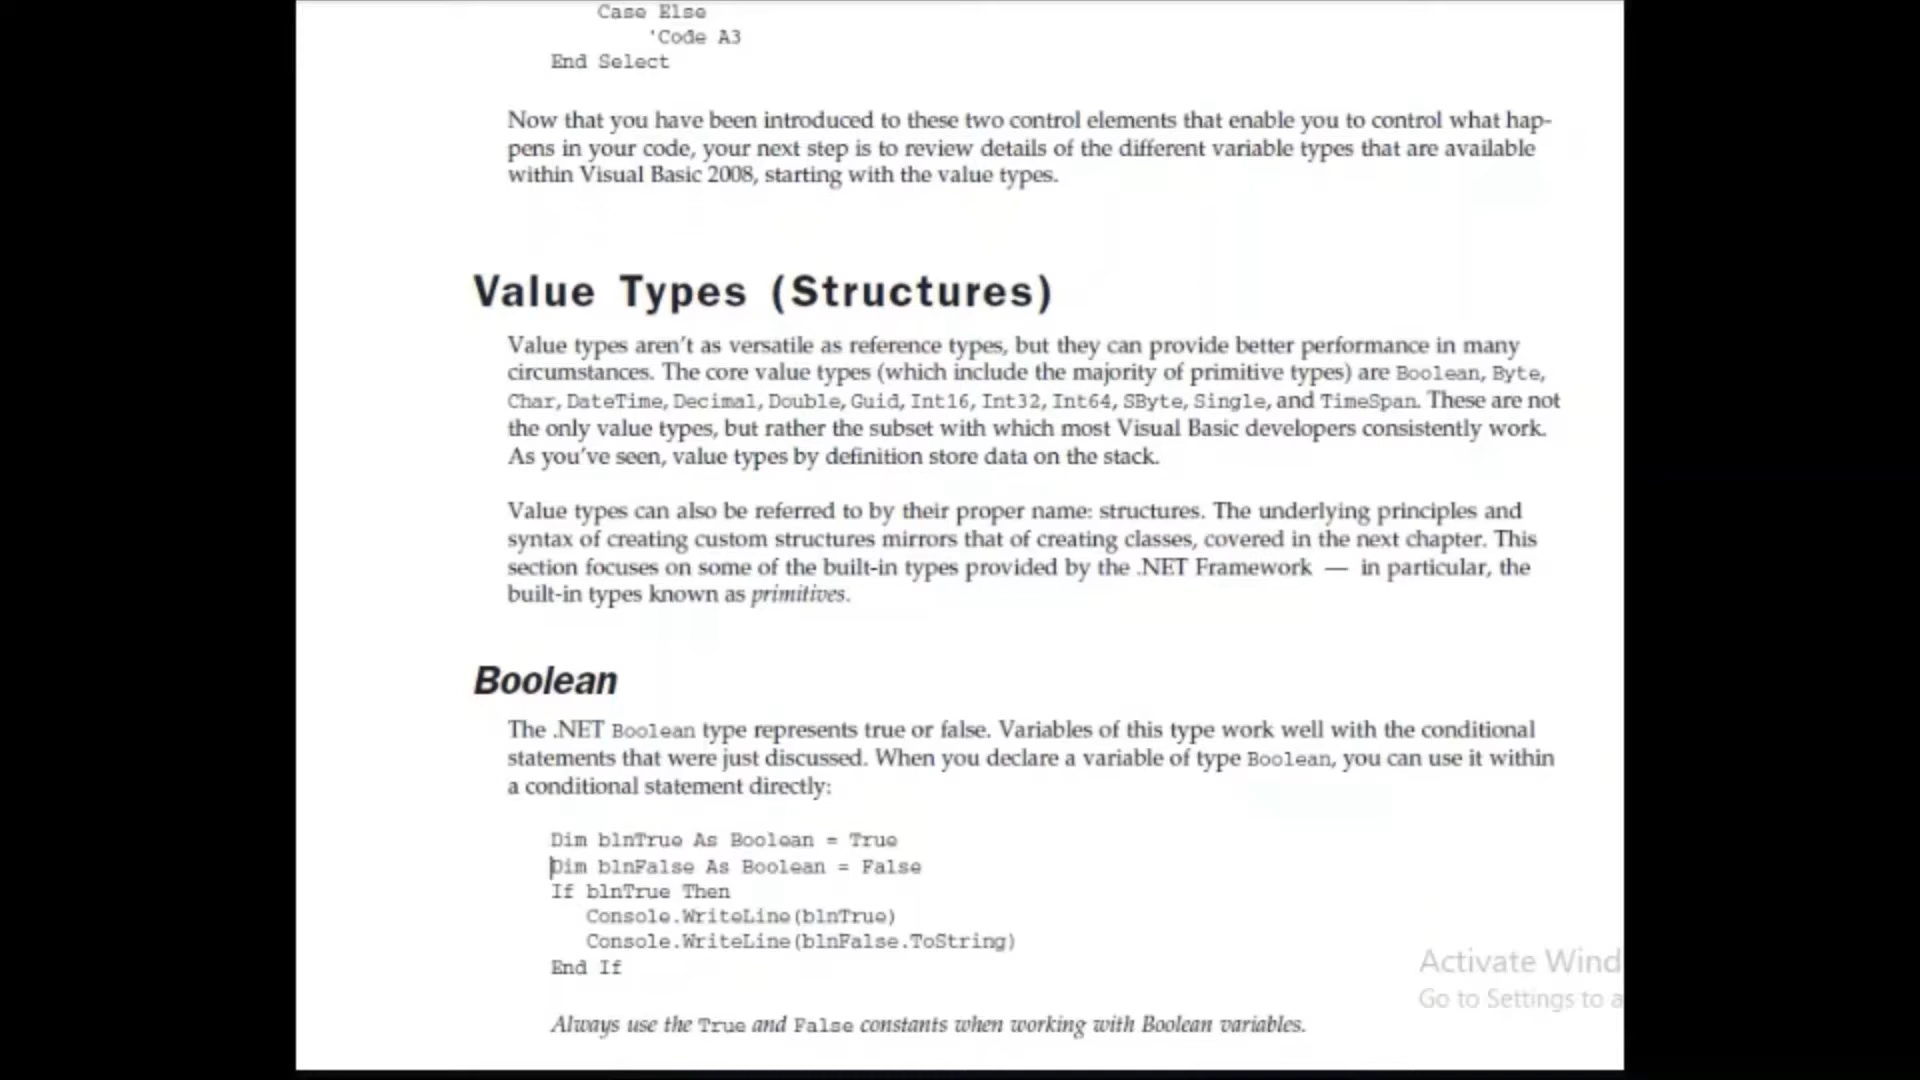 Case Else
'Code A3
End Select
Now that you have been introduced to these two control elements that enable you to control what hap-
pens in your code, your next step is to review details of the different variable types that are available
within Visual Basic 2008, starting with the value types.
Value Types (Structures)
Value types aren't as versatile as reference types, but they can provide better performance in many
circumstances. The core value types (which include the majority of primitive types) are Boolean, Byte,
Char, DateTime, Decimal, Double, Guid, Int16, Int32, Int64, SByte, Single, and TimeSpan. These are not
the only value types, but rather the subset with which most Visual Basic developers consistently work.
As you've seen, value types by definition store data on the stack.
Value types can also be referred to by their proper name: structures. The underlying principles and
syntax of creating custom structures mirrors that of creating classes, covered in the next chapter. This
section focuses on some of the built-in types provided by the .NET Framework — in particular, the
built-in types known as primitives.
Boolean
The .NET Boolean type represents true or false. Variables of this type work well with the conditional
statements that were just discussed. When you declare a variable of type Boolean, you can use it within
a conditional statement directly:
Dim blnTrue As Boolean = True
Dim blnFalse As Boolean = False
If blnTrue Then
Console.WriteLine(blnTrue)
Console.WriteLine(blnFalse.ToString)
End If
Activate Wind
Go to Settings to a
Always use the True and False constants when working with Boolean variables.